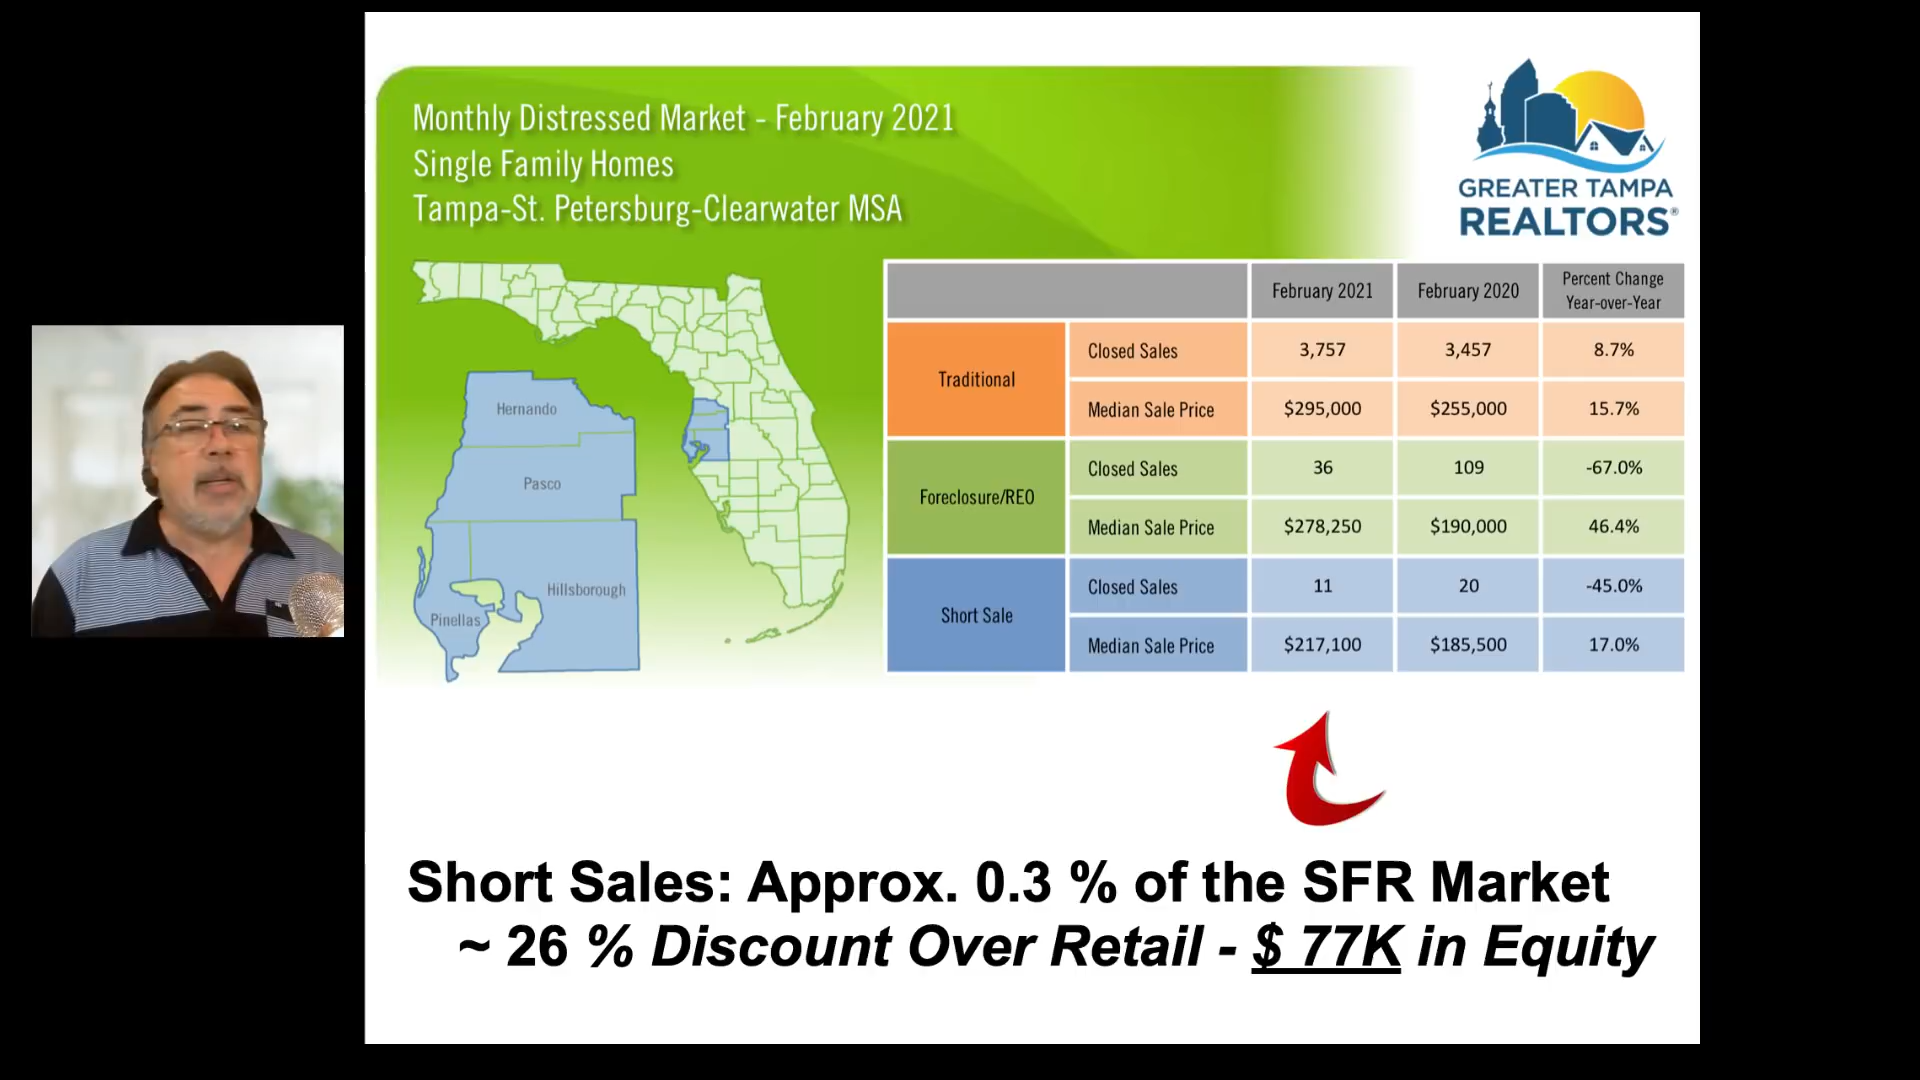 Monthly Distressed Market - February 2021
Single Family Homes
Tampa-St. Petersburg-Clearwater MSA
GREATER TAMPA
REALTORS®
Hernando
Pasco
Hillsborough
Pinellas
February 2021 February 2020 Percent Change Year-over-Year
Traditional
Closed Sales 3,757 3,457 8.7%
Median Sale Price $295,000 $255,000 15.7%
Foreclosure/REO
Closed Sales 36 109 -67.0%
Median Sale Price $278,250 $190,000 46.4%
Short Sale
Closed Sales 11 20 -45.0%
Median Sale Price $217,100 $185,500 17.0%
Short Sales: Approx. 0.3 % of the SFR Market
~ 26 % Discount Over Retail - $ 77K in Equity